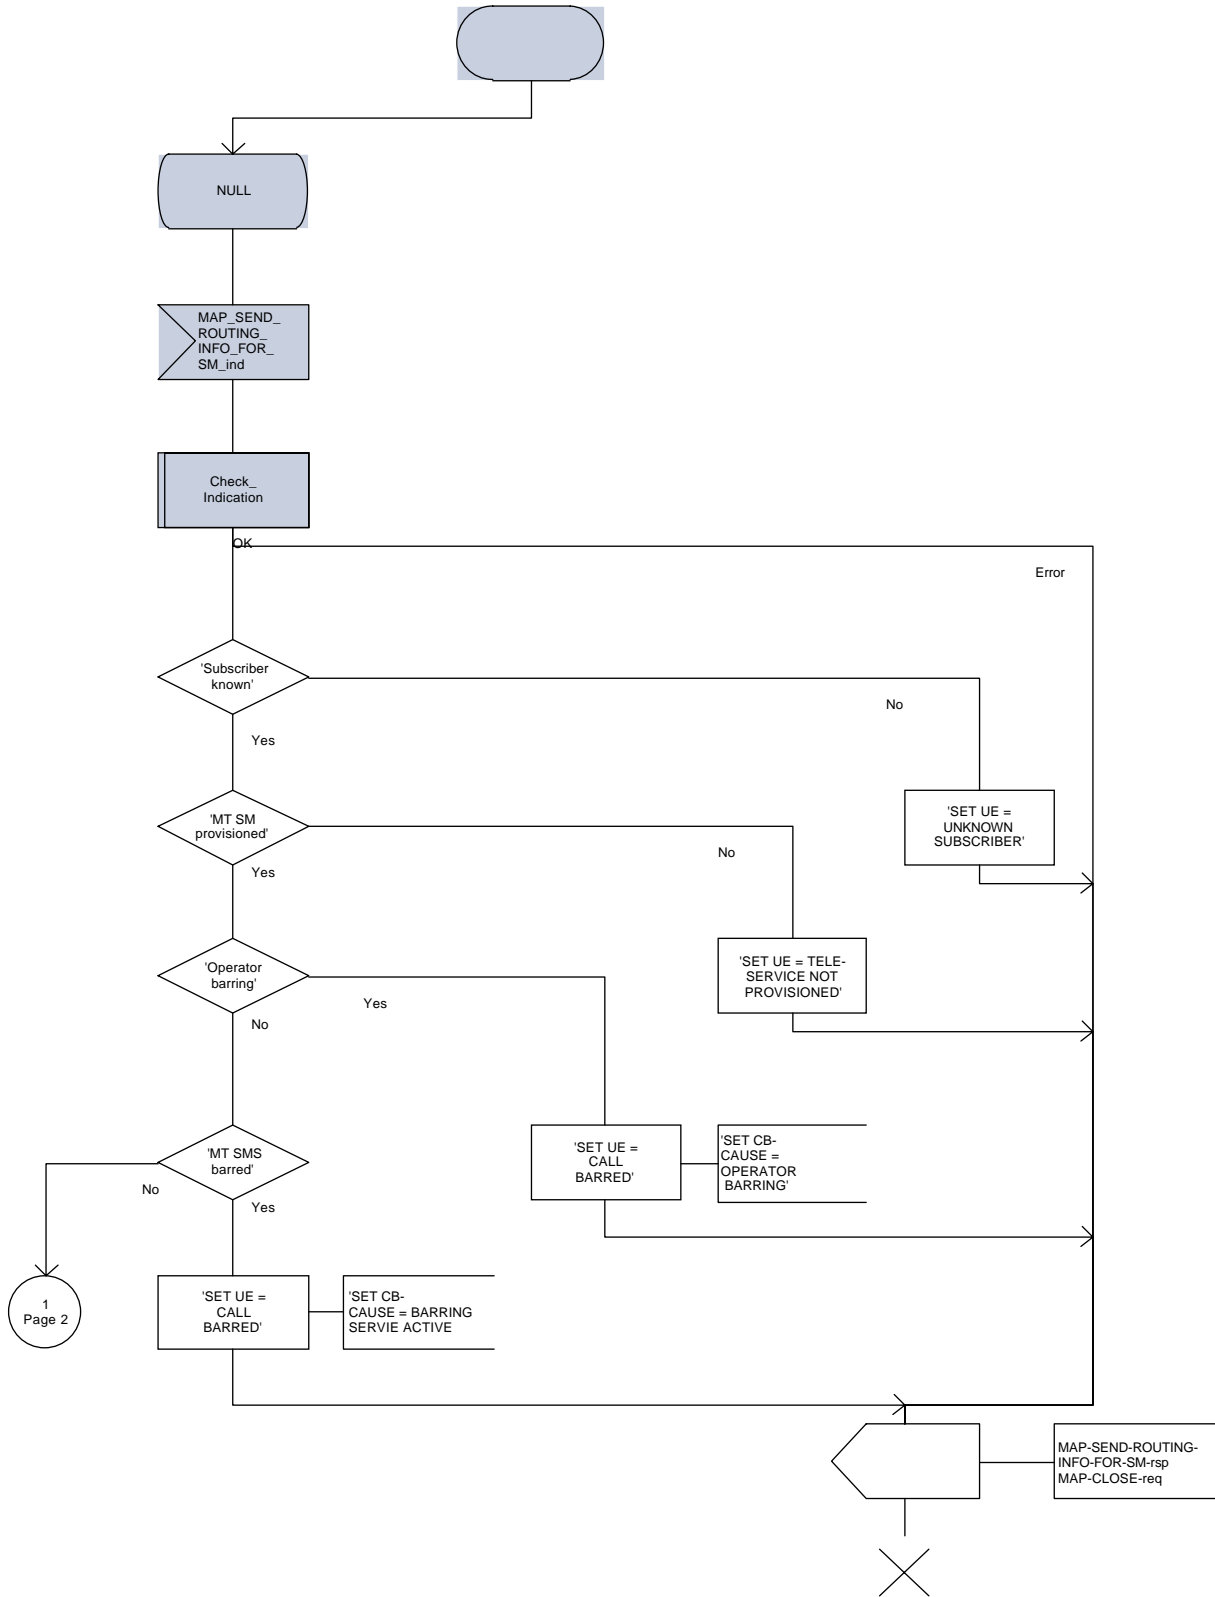 NULL
MAP_SEND_
ROUTING_
INFO_FOR_
SM_ind
Check_
Indication
OK
Error
'Subscriber
known'
No
Yes
'SET UE =
UNKNOWN
SUBSCRIBER'
'MT SM
provisioned'
No
Yes
'SET UE = TELE-
SERVICE NOT
PROVISIONED'
'Operator
barring'
Yes
No
'SET UE =
CALL
BARRED'
'SET CB-
CAUSE =
OPERATOR
BARRING'
'MT SMS
barred'
No
Yes
1
Page 2
'SET UE =
CALL
BARRED'
'SET CB-
CAUSE = BARRING
SERVIE ACTIVE
MAP-SEND-ROUTING-
INFO-FOR-SM-rsp
MAP-CLOSE-req